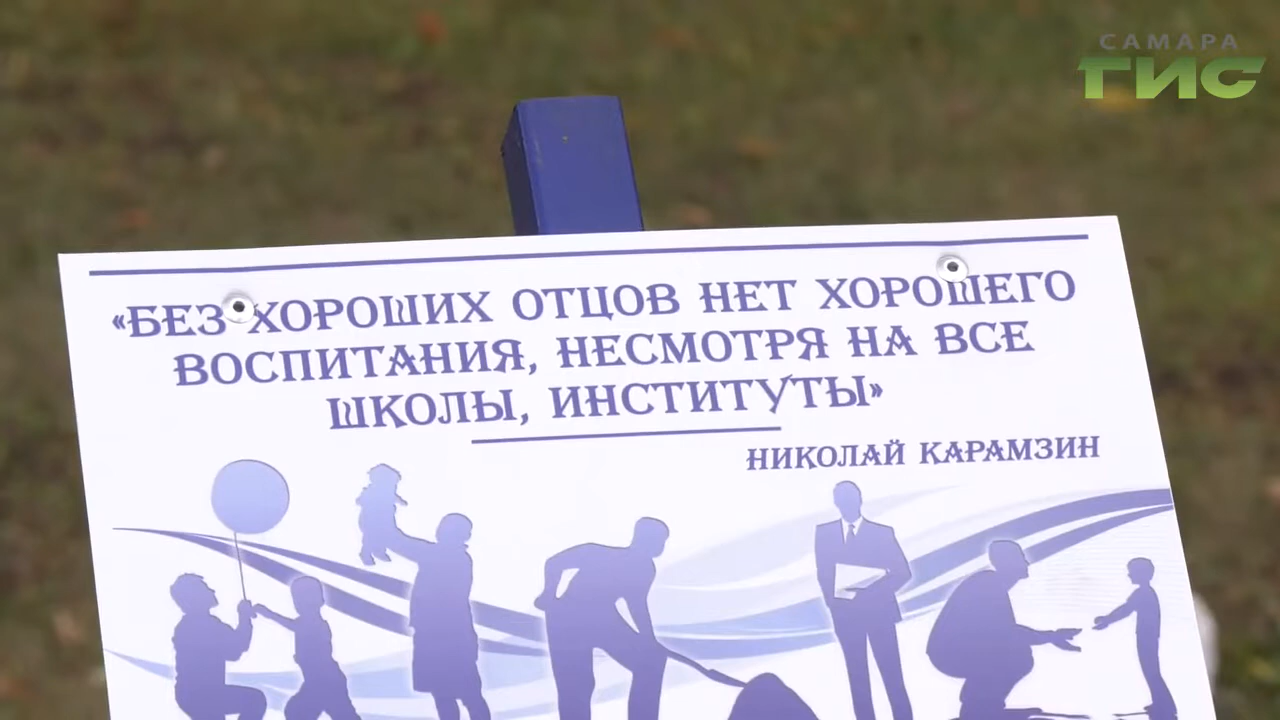 САМАРА
ГИС
«БЕЗ ХОРОШИХ ОТЦОВ НЕТ ХОРОШЕГО
ВОСПИТАНИЯ, НЕСМОТРЯ НА ВСЕ
ШКОЛЫ, ИНСТИТУТЫ»
НИКОЛАЙ КАРАМЗИН